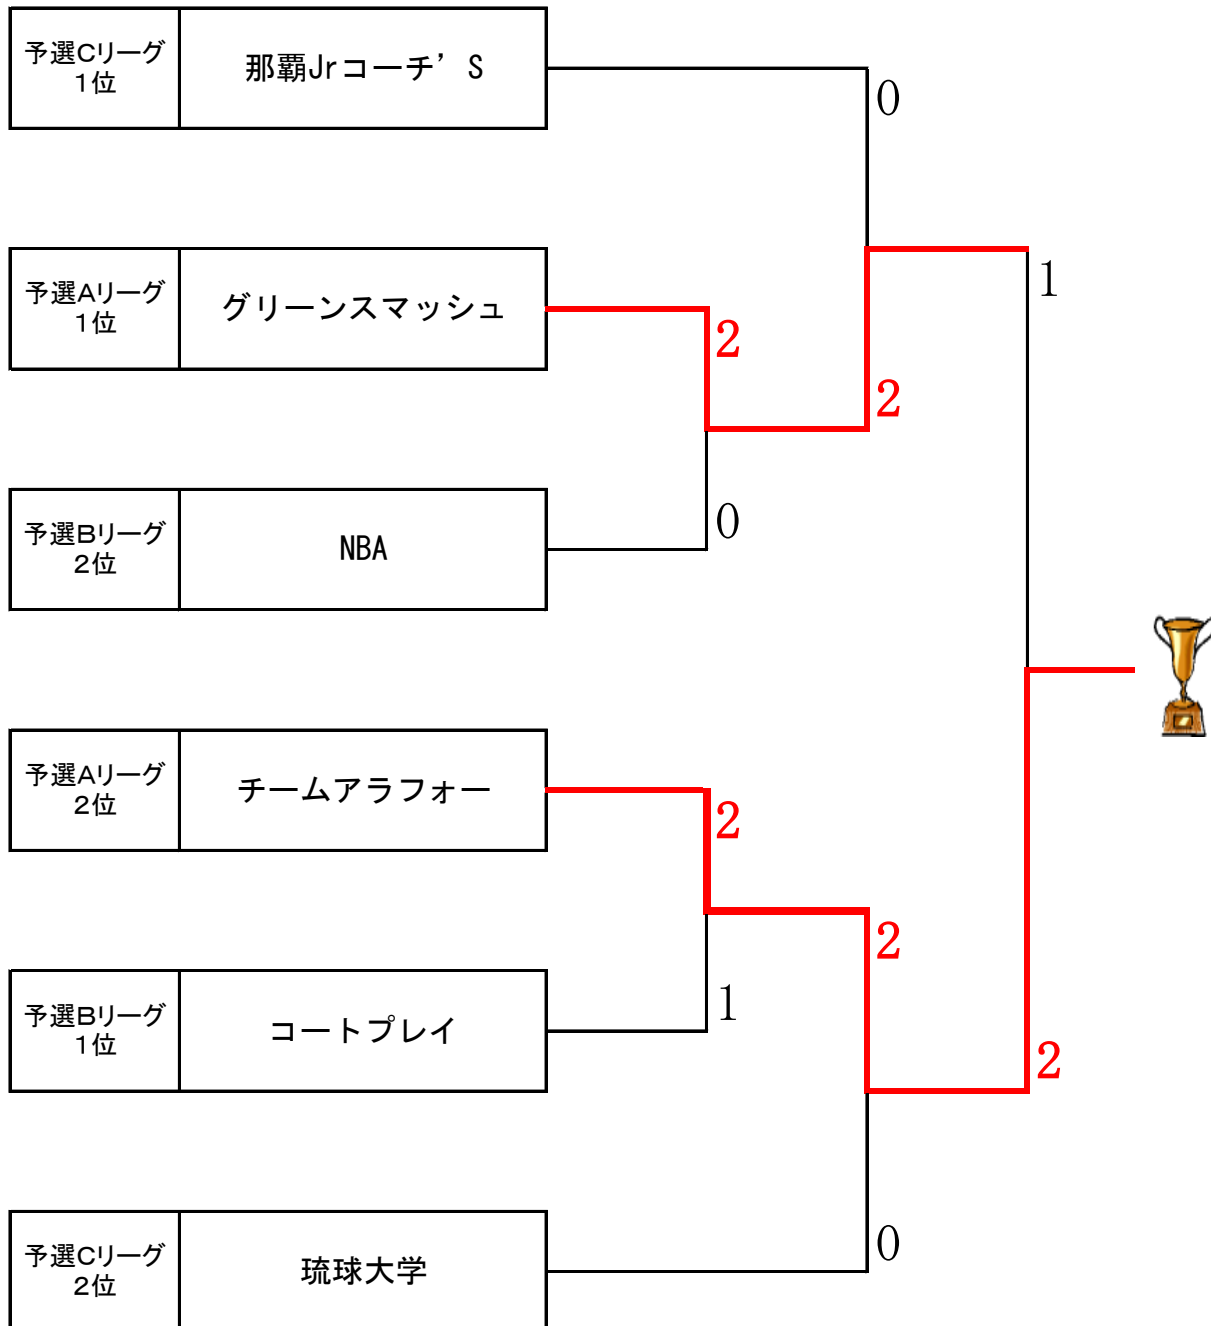 予選Cリーグ
1位
那覇Jrコーチ’S
0
予選Aリーグ
1位
グリーンスマッシュ
2
2
1
予選Bリーグ
2位
NBA
0
予選Aリーグ
2位
チームアラフォー
2
2
予選Bリーグ
1位
コートプレイ
1
2
予選Cリーグ
2位
琉球大学
0